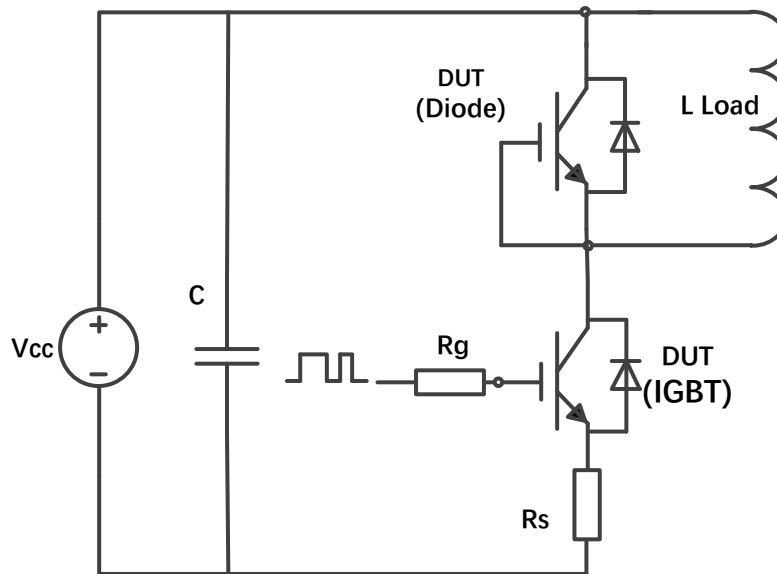 DUT
(Diode)
L Load
C
Vcc
Rg
DUT
(IGBT)
Rs